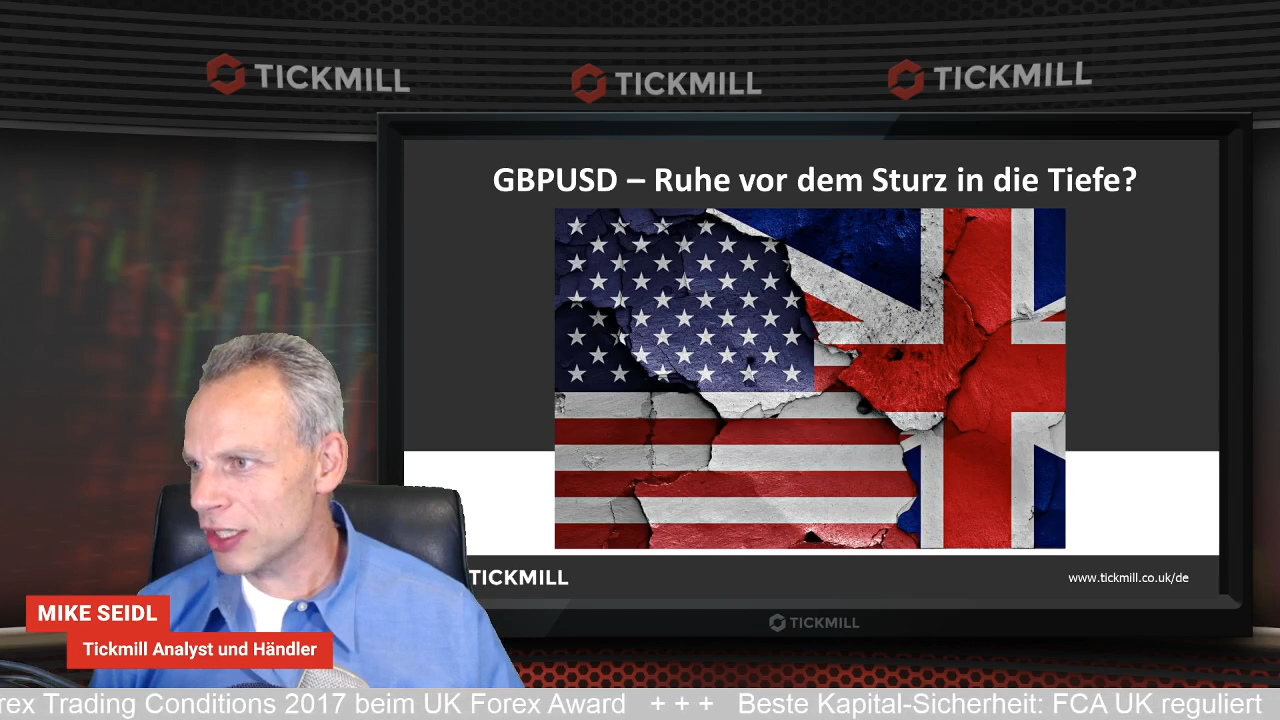 TICKMILL
TICKMILL
TICKMILL
GBPUSD – Ruhe vor dem Sturz in die Tiefe?
TICKMILL
www.tickmill.co.uk/de
TICKMILL
MIKE SEIDL
Tickmill Analyst und Händler
rex Trading Conditions 2017 beim UK Forex Award + + + Beste Kapital-Sicherheit: FCA UK reguliert